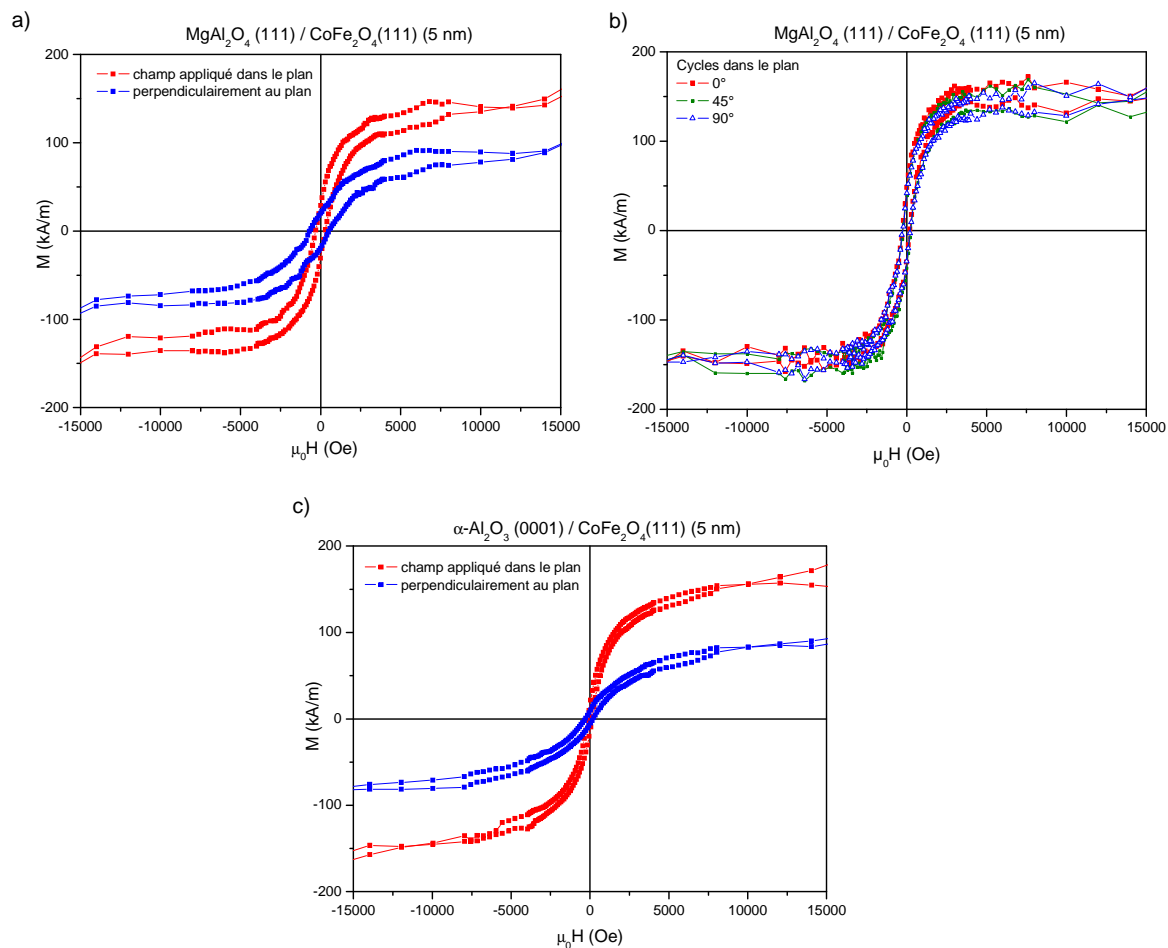 a)
MgAl₂O₄ (111) / CoFe₂O₄(111) (5 nm)
200
champ appliqué dans le plan
perpendiculairement au plan
100
0
-100
-200
M (kA/m)
-15000 -10000 -5000 0 5000 10000 15000
μ₀H (Oe)
b)
MgAl₂O₄ (111) / CoFe₂O₄ (111) (5 nm)
200
Cycles dans le plan
0°
45°
90°
100
0
-100
-200
M (kA/m)
-15000 -10000 -5000 0 5000 10000 15000
μ₀H (Oe)
c)
α-Al₂O₃ (0001) / CoFe₂O₄(111) (5 nm)
200
champ appliqué dans le plan
perpendiculairement au plan
100
0
-100
-200
M (kA/m)
-15000 -10000 -5000 0 5000 10000 15000
μ₀H (Oe)